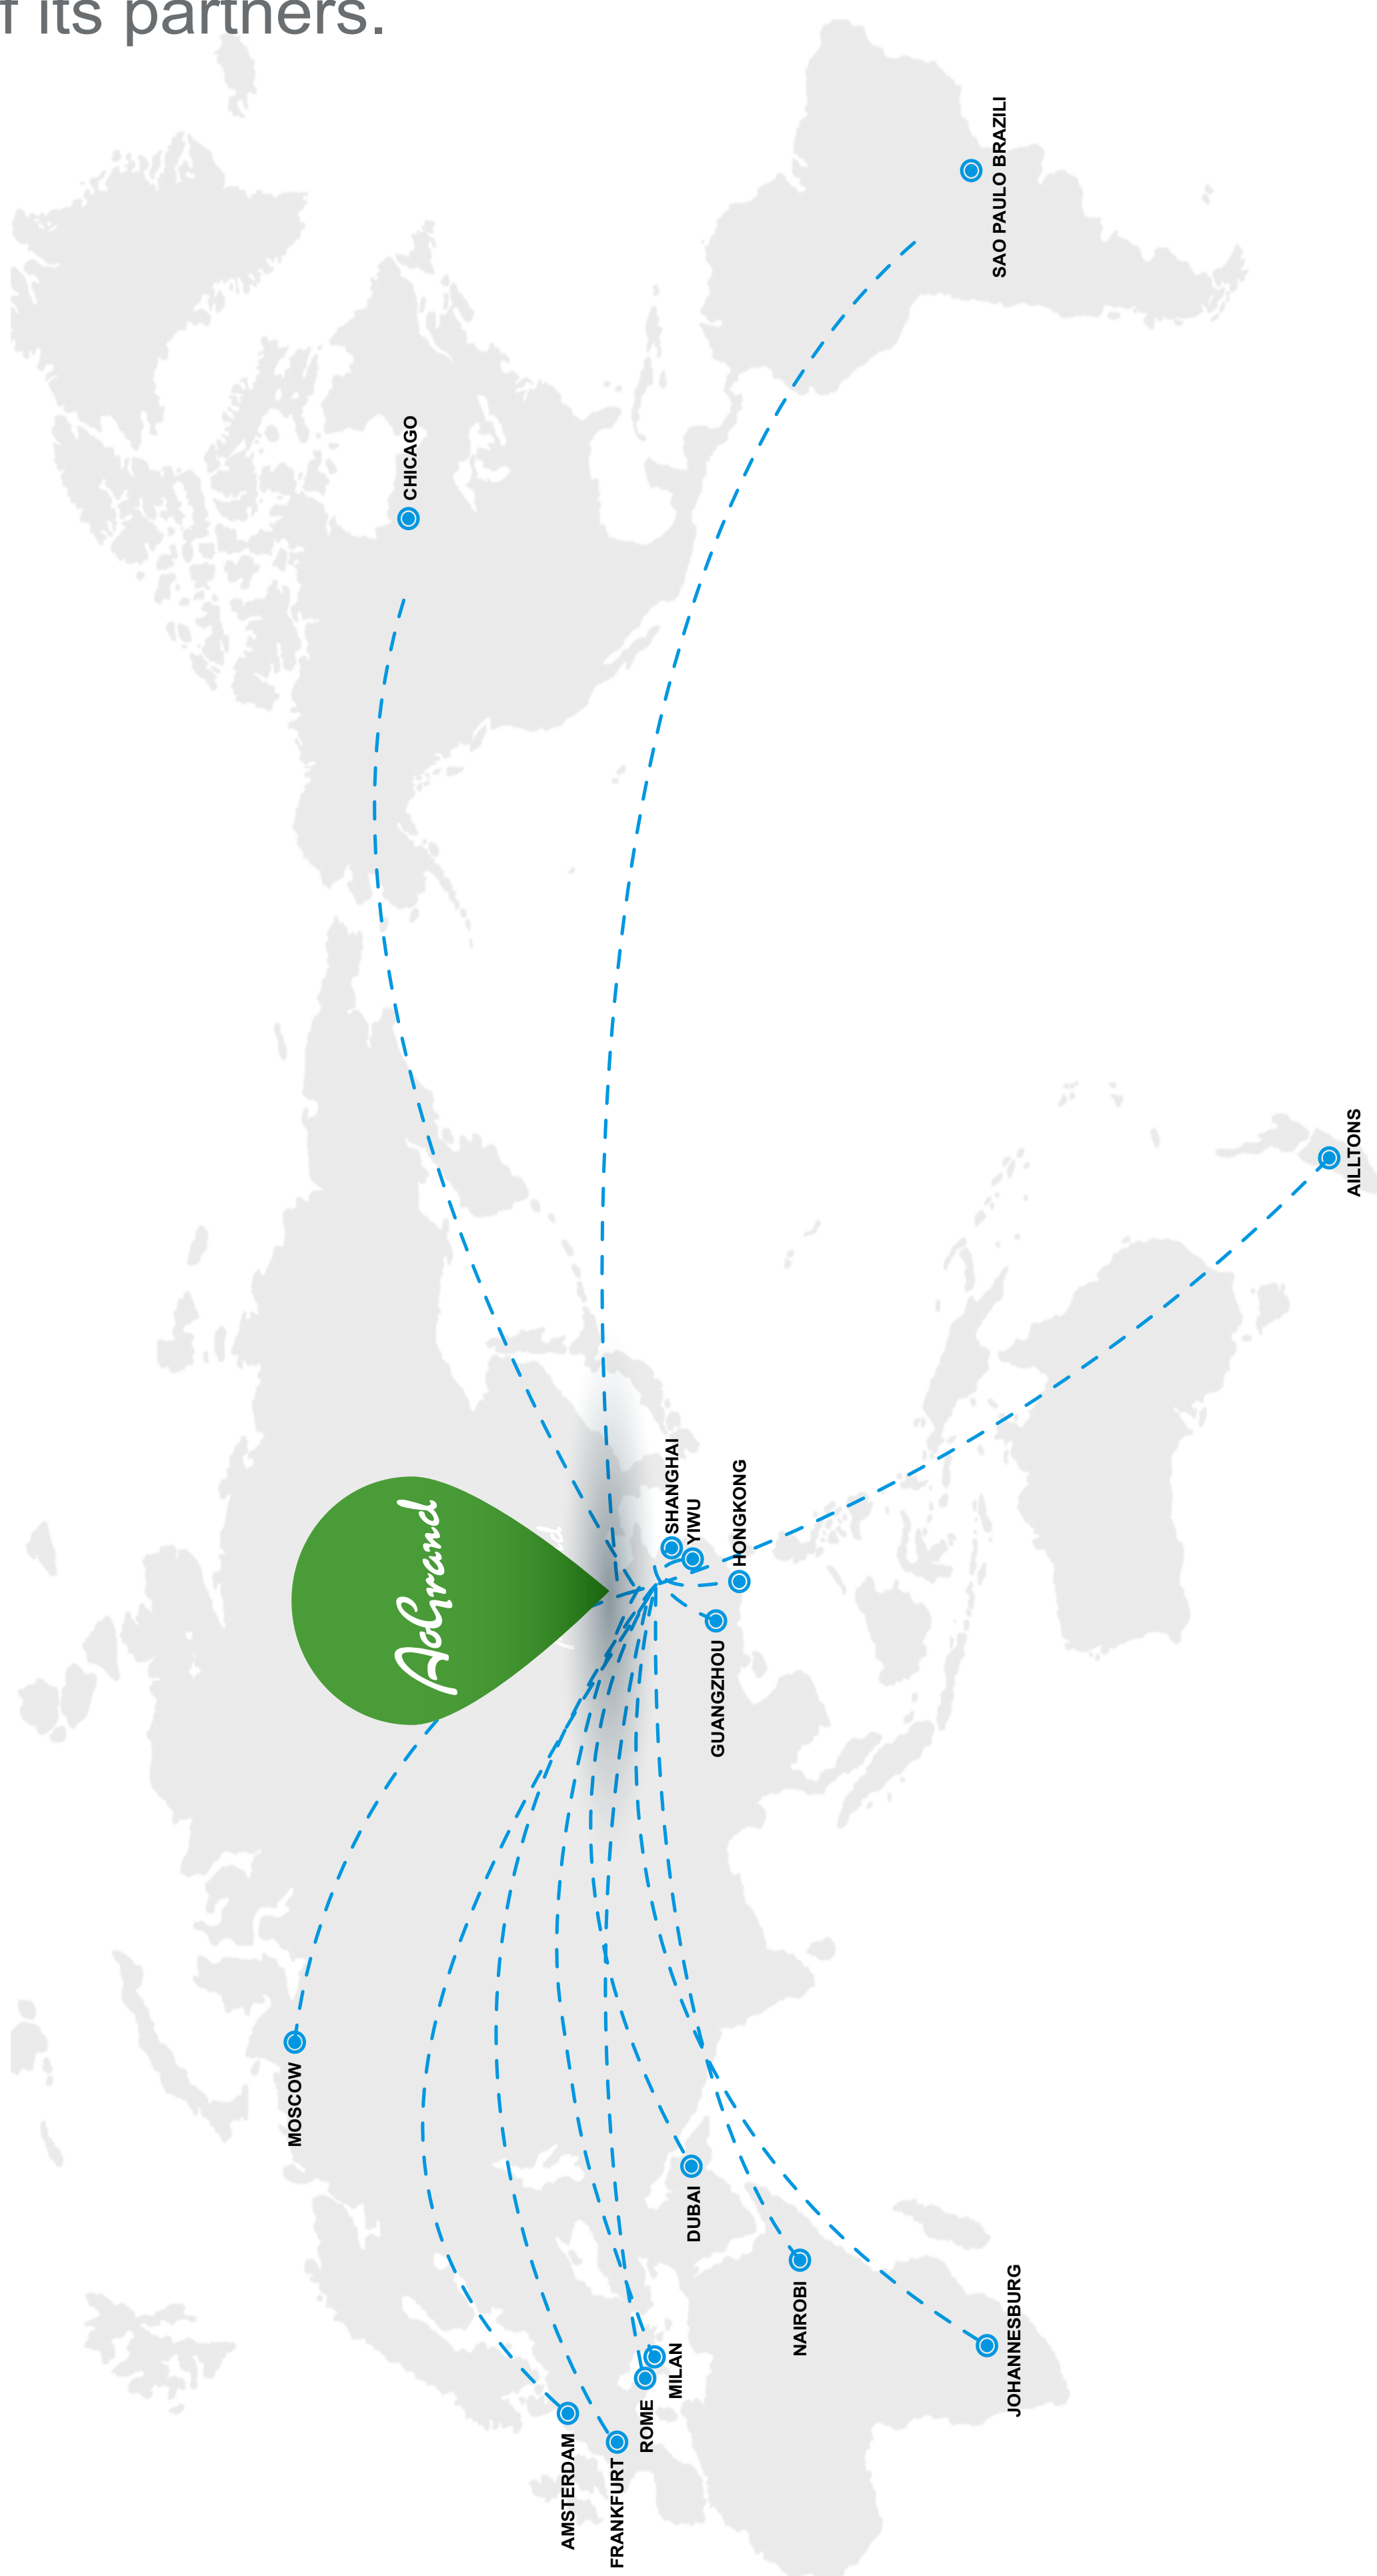 f its partners.
SAO PAULO BRAZILI
CHICAGO
AILLTONS
AoGrand
SHANGHAI
YIWU
HONGKONG
GUANGZHOU
MOSCOW
DUBAI
NAIROBI
JOHANNESBURG
MILAN
ROME
AMSTERDAM
FRANKFURT